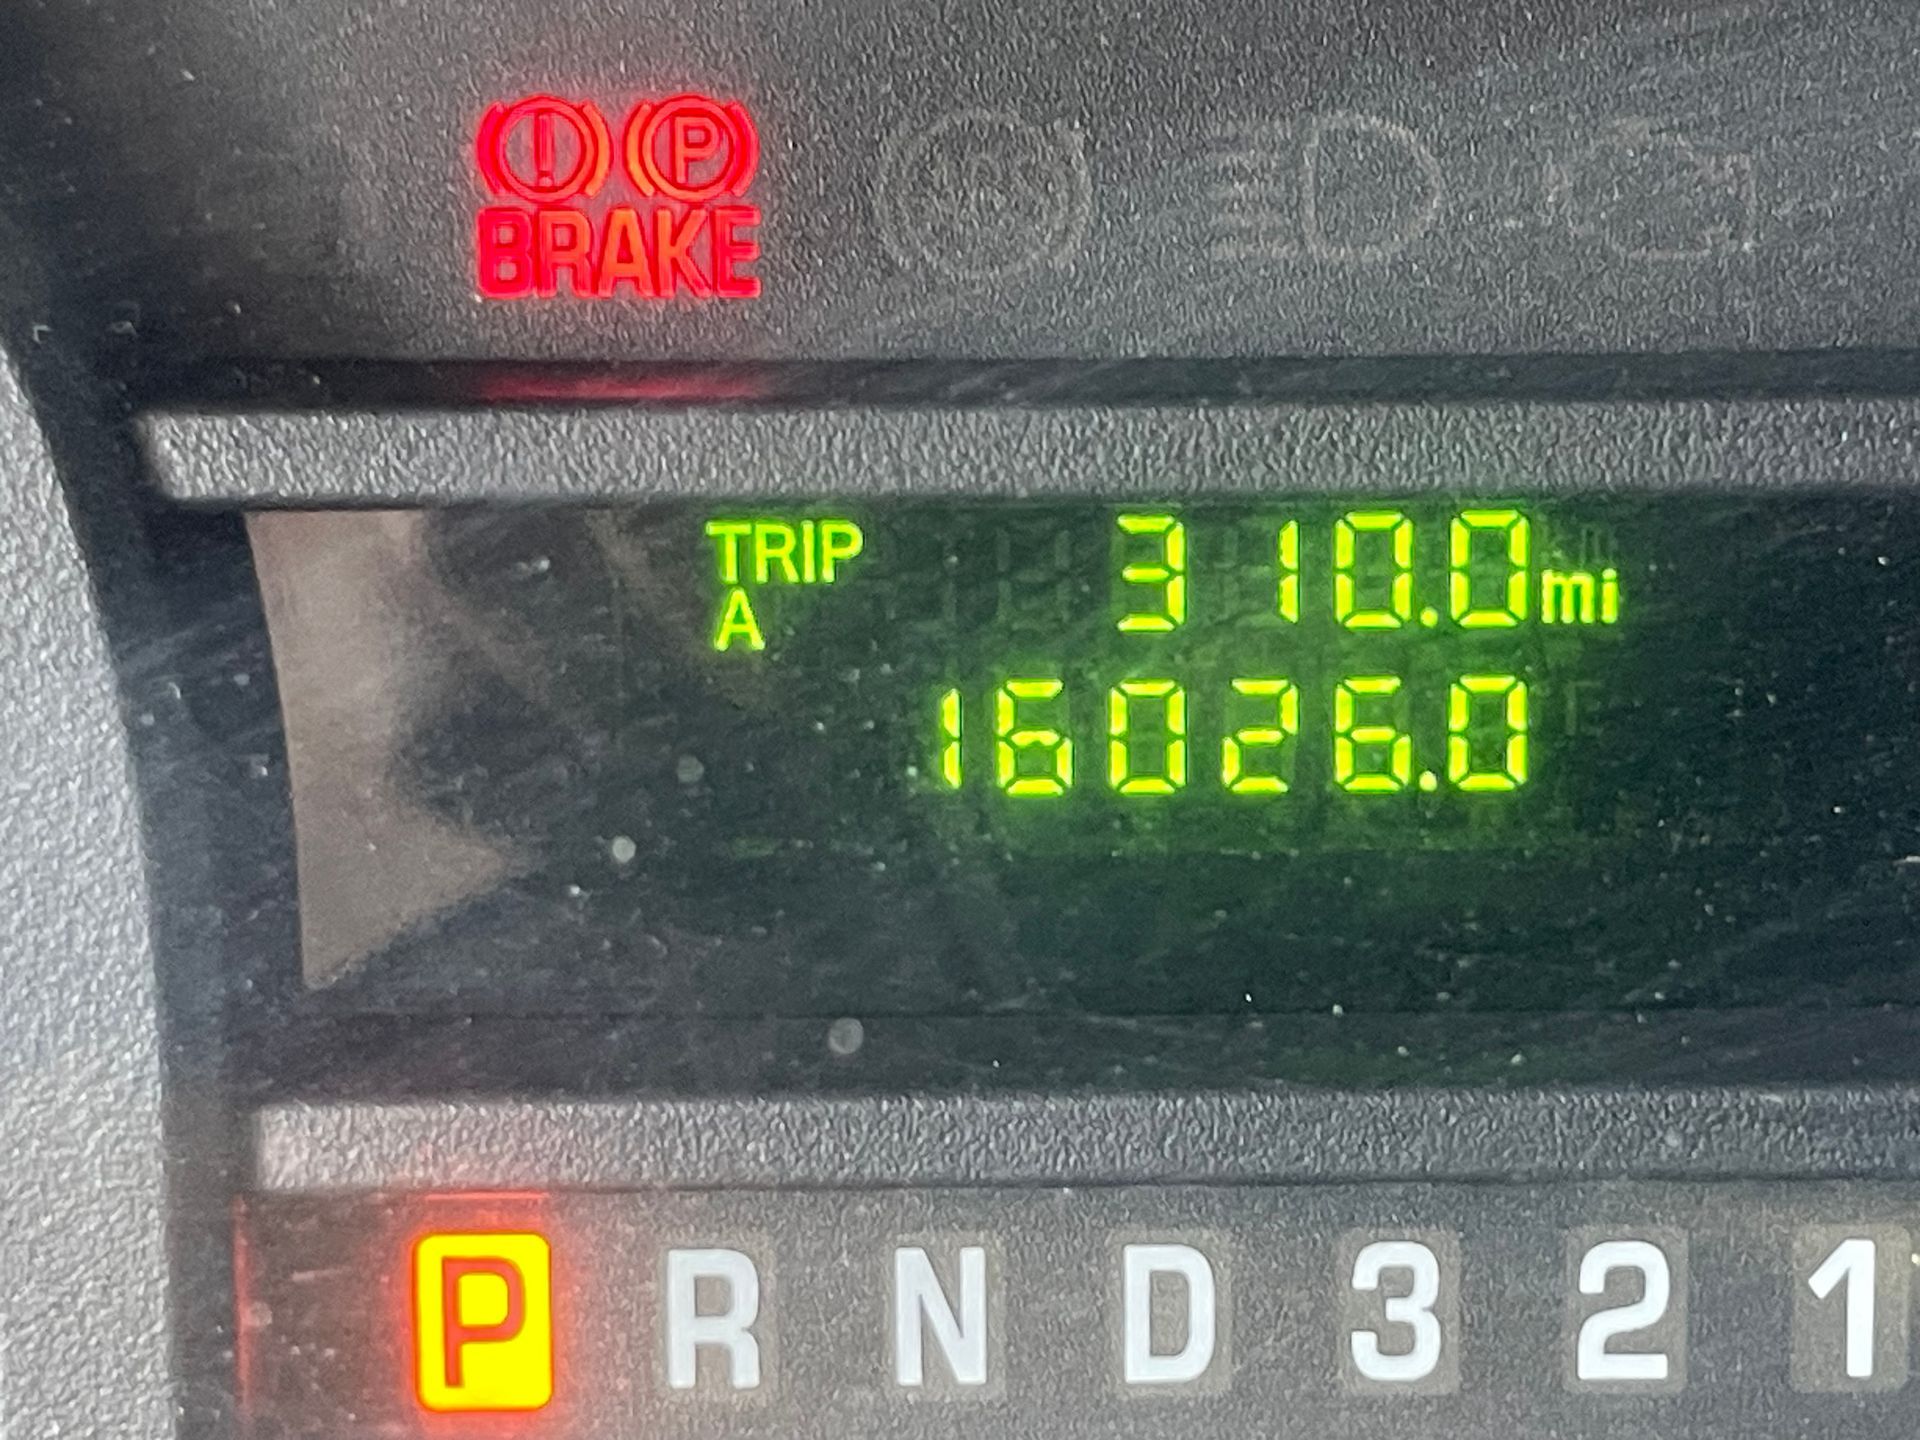 ! P
BRAKE
TRIP 310.0 mi
A
16026.0
P R N D 3 2 1